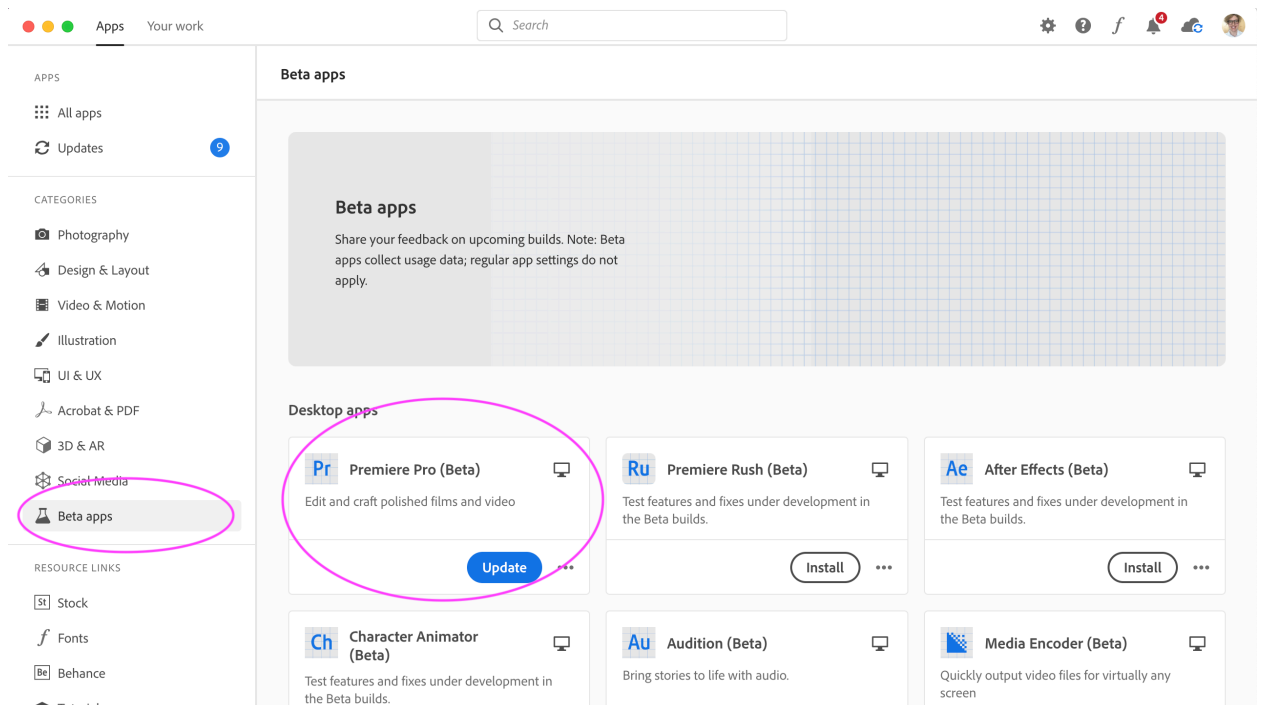 Apps Your work Search 4
APPS
All apps
Updates 9
CATEGORIES
Photography
Design & Layout
Video & Motion
Illustration
UI & UX
Acrobat & PDF
3D & AR
Social Media
Beta apps
RESOURCE LINKS
St Stock
Fonts
Be Behance
Beta apps
Beta apps
Share your feedback on upcoming builds. Note: Beta
apps collect usage data; regular app settings do not
apply.
Desktop apps
Pr Premiere Pro (Beta)
Edit and craft polished films and video
Update
Ru Premiere Rush (Beta)
Test features and fixes under development in
the Beta builds.
Install
Ae After Effects (Beta)
Test features and fixes under development in
the Beta builds.
Install
Ch Character Animator
(Beta)
Test features and fixes under development in
the Beta builds.
Au Audition (Beta)
Bring stories to life with audio.
Media Encoder (Beta)
Quickly output video files for virtually any
screen